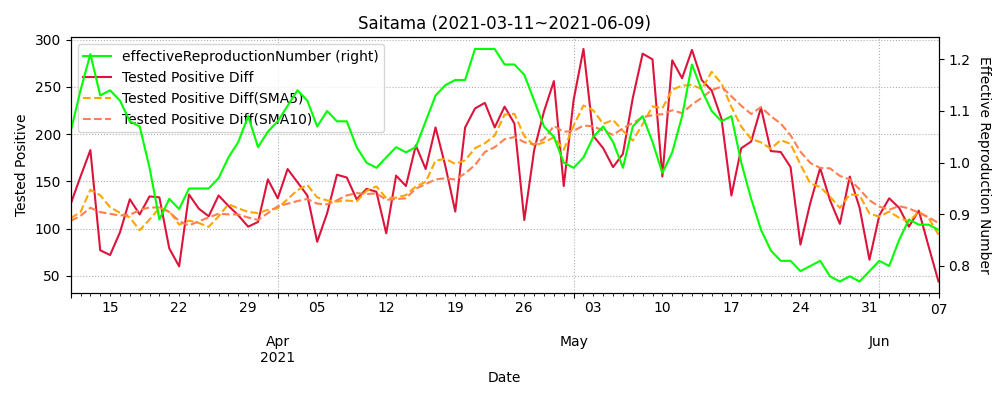 Saitama (2021-03-11~2021-06-09)
effectiveReproductionNumber (right)
Tested Positive Diff
Tested Positive Diff(SMA5)
Tested Positive Diff(SMA10)
Tested Positive
300
250
200
150
100
50
1.2
1.1
1.0
0.9
0.8
Effective Reproduction Number
15 22 29 05 12 19 26 03 10 17 24 31 07
Apr May Jun
2021
Date